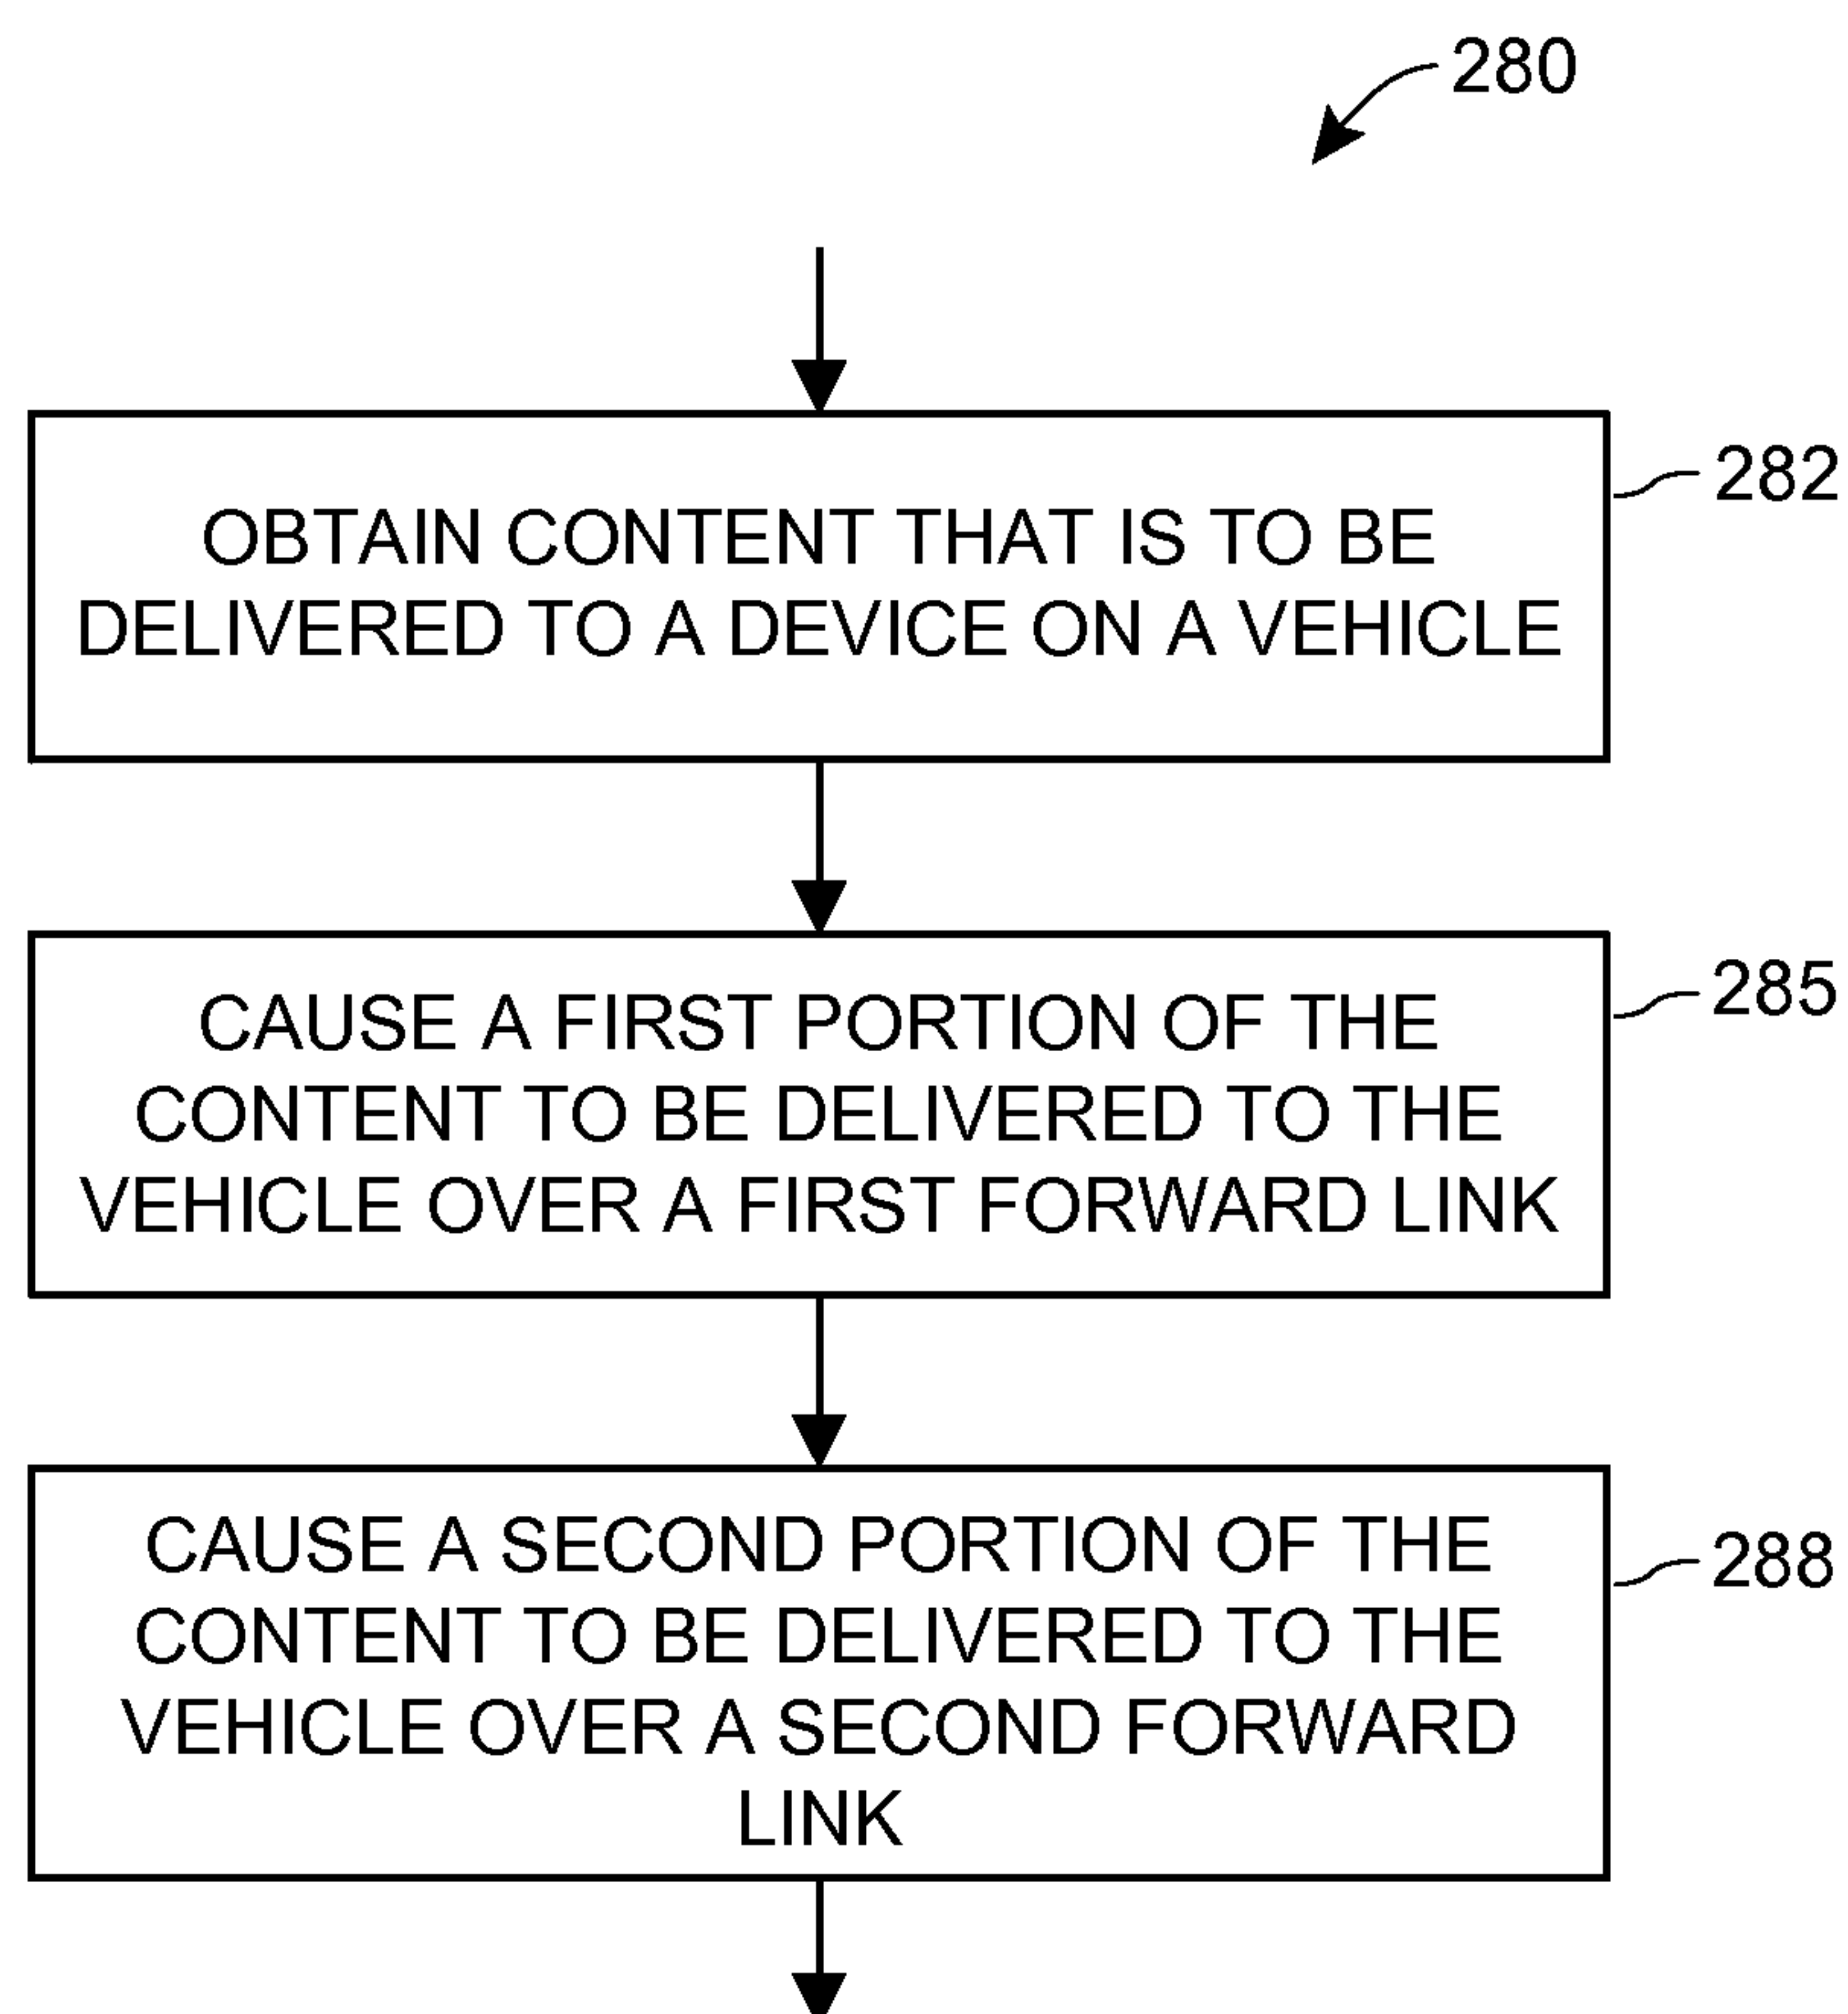 280
282
OBTAIN CONTENT THAT IS TO BE
DELIVERED TO A DEVICE ON A VEHICLE
285
CAUSE A FIRST PORTION OF THE
CONTENT TO BE DELIVERED TO THE
VEHICLE OVER A FIRST FORWARD LINK
288
CAUSE A SECOND PORTION OF THE
CONTENT TO BE DELIVERED TO THE
VEHICLE OVER A SECOND FORWARD
LINK